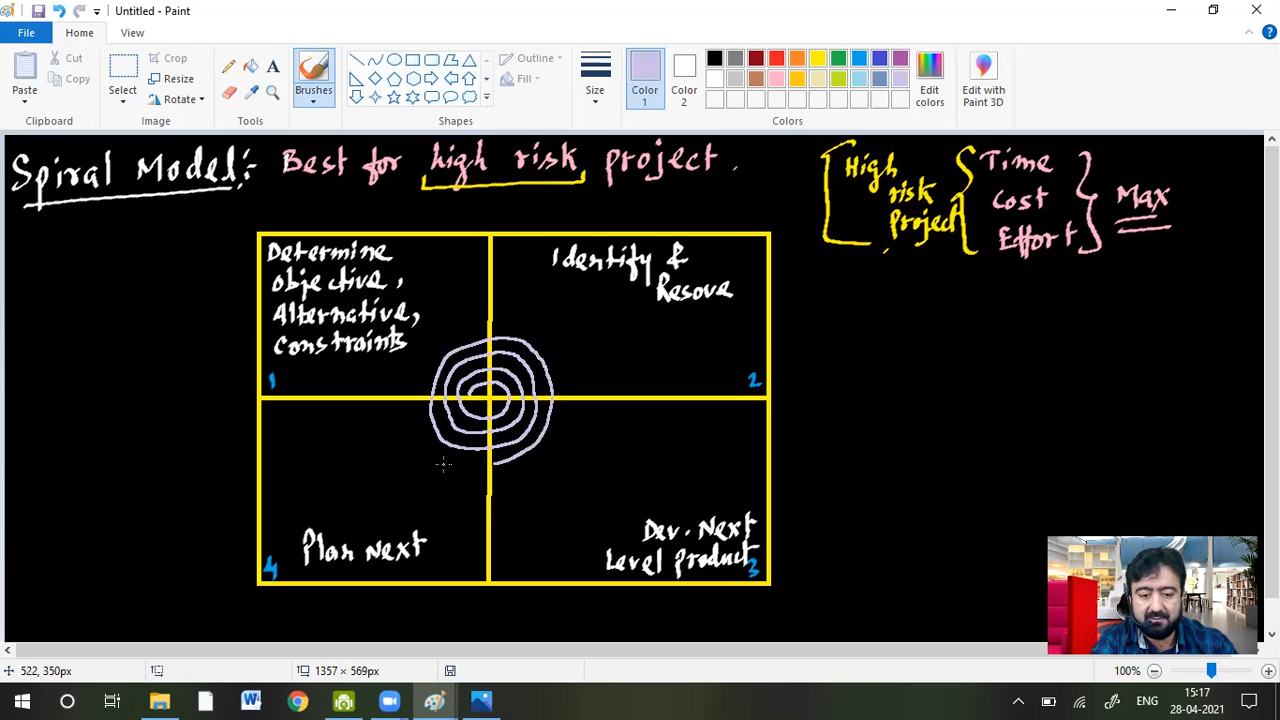 Untitled - Paint
File
Home
View
Paste
Cut
Copy
Clipboard
Select
Crop
Resize
Rotate
Image
A
Tools
Brushes
Outline
Fill
Shapes
Size
Color 1
Color 2
Edit colors
Edit with Paint 3D
Colors
Spiral Model:- Best for high risk project.
High risk Project
Time
Cost
Effort
Max
Determine
objective,
Alternative,
constraints
1
Identify &
Resove
2
Plan Next
4
Dev. Next
Level product
3
522, 350px
1357 × 569px
100%
W
ENG
15:17
28-04-2021